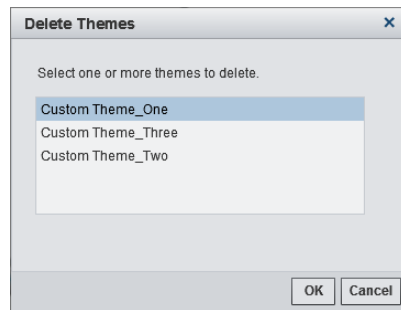 Delete Themes
Select one or more themes to delete.
Custom Theme_One
Custom Theme_Three
Custom Theme_Two
OK Cancel